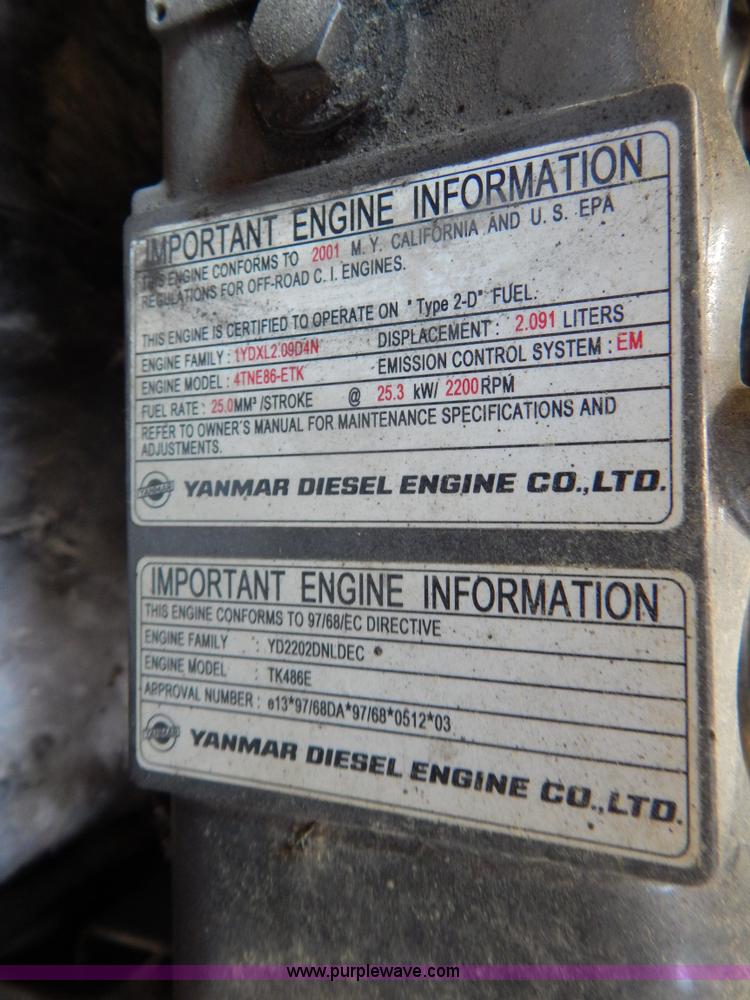 IMPORTANT ENGINE INFORMATION
THIS ENGINE CONFORMS TO 2001 M. Y. CALIFORNIA AND U. S. EPA
REGULATIONS FOR OFF-ROAD C. I. ENGINES.
THIS ENGINE IS CERTIFIED TO OPERATE ON "Type 2-D" FUEL.
ENGINE FAMILY : 1YDXL2.09D4N DISPLACEMENT : 2.091 LITERS
ENGINE MODEL : 4TNE86-ETK EMISSION CONTROL SYSTEM : EM
FUEL RATE : 25.0MM³/STROKE @ 25.3 kW/ 2200RPM
REFER TO OWNER'S MANUAL FOR MAINTENANCE SPECIFICATIONS AND
ADJUSTMENTS.
YANMAR YANMAR DIESEL ENGINE CO.,LTD.
IMPORTANT ENGINE INFORMATION
THIS ENGINE CONFORMS TO 97/68/EC DIRECTIVE
ENGINE FAMILY : YD2202DNLDEC
ENGINE MODEL : TK486E
APPROVAL NUMBER : e13*97/68DA*97/68*0512*03
YANMAR YANMAR DIESEL ENGINE CO.,LTD.
www.purplewave.com